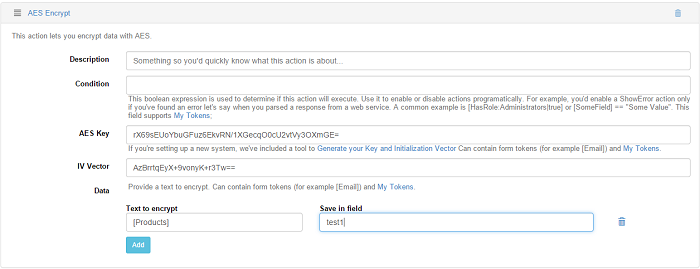 AES Encrypt
This action lets you encrypt data with AES.
Description
Something so you'd quickly know what this action is about...
Condition
This boolean expression is used to determine if this action will execute. Use it to enable or disable actions programatically. For example, you'd enable a ShowError action only
if you've found an error let's say when you parsed a response from a web service. A common example is [HasRole:Administrators|true] or [SomeField] == "Some Value". This
field supports My Tokens;
AES Key
rX69sEUoYbuGFuz6EkvRN/1XGecqO0cU2vtVy3OXmGE=
If you're setting up a new system, we've included a tool to Generate your Key and Initialization Vector Can contain form tokens (for example [Email]) and My Tokens.
IV Vector
AzBrrtqEyX+9vonyK+r3Tw==
Data
Provide a text to encrypt. Can contain form tokens (for example [Email]) and My Tokens.
Text to encrypt
Save in field
[Products]
test1
Add